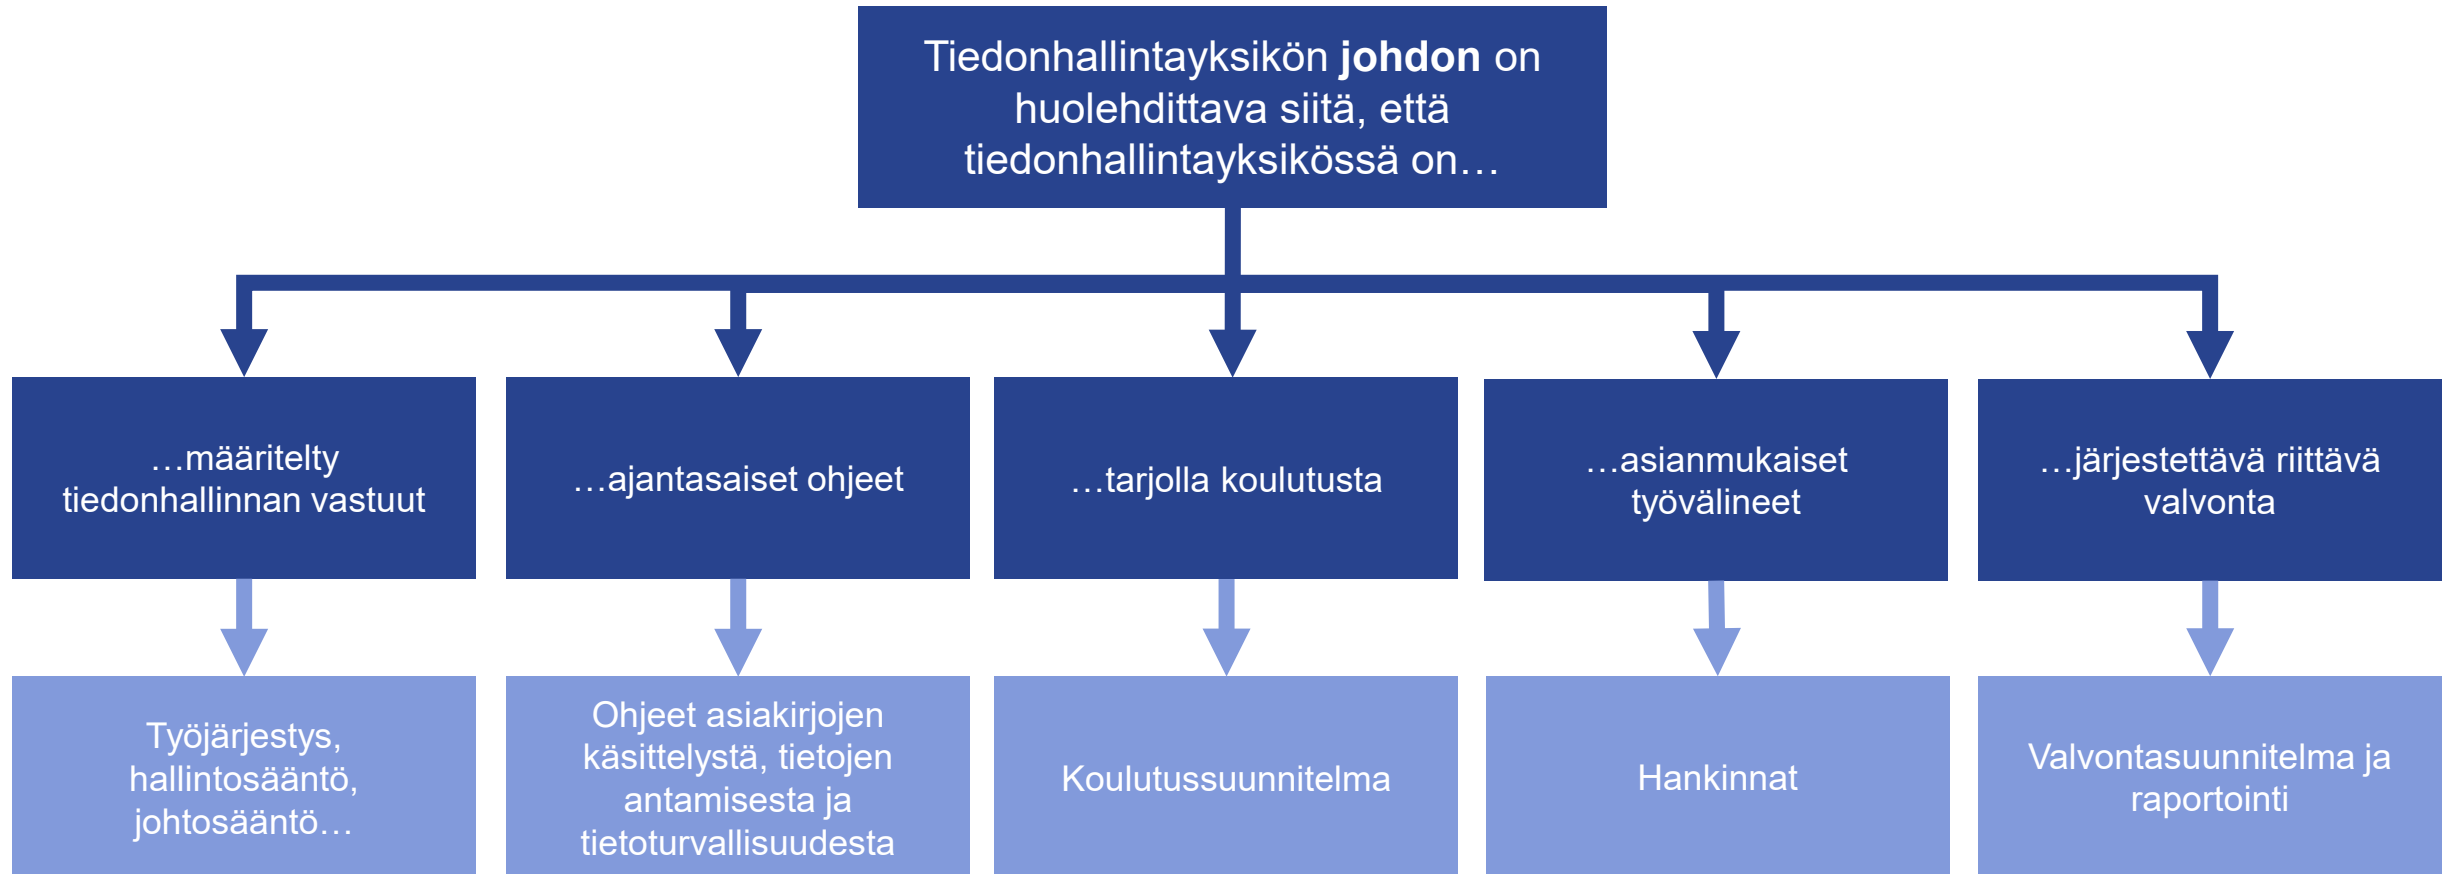 Tiedonhallintayksikön johdon on
huolehdittava siitä, että
tiedonhallintayksikössä on…
…määritelty
tiedonhallinnan vastuut
…ajantasaiset ohjeet
…tarjolla koulutusta
…asianmukaiset
työvälineet
…järjestettävä riittävä
valvonta
Työjärjestys,
hallintosääntö,
johtosääntö…
Ohjeet asiakirjojen
käsittelystä, tietojen
antamisesta ja
tietoturvallisuudesta
Koulutussuunnitelma
Hankinnat
Valvontasuunnitelma ja
raportointi